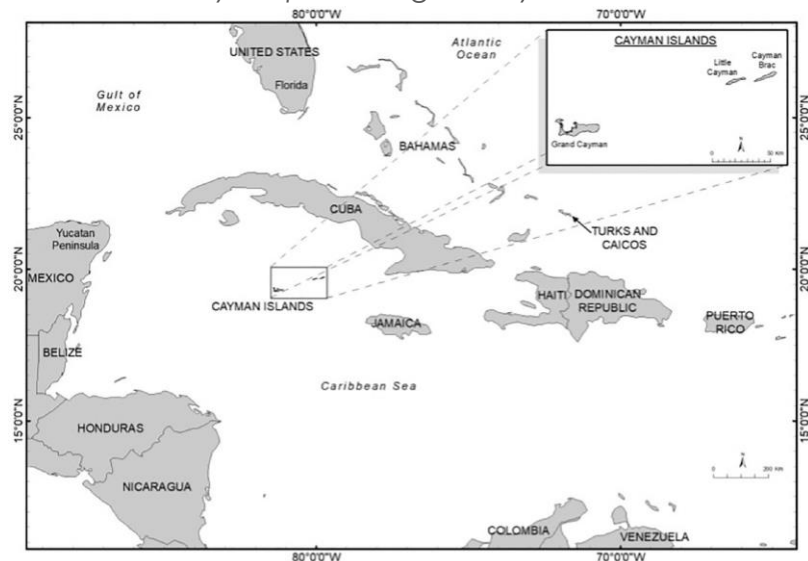 80°0'0"W
70°0'0"W
UNITED STATES
Florida
Atlantic
Ocean
Gulf of
Mexico
CAYMAN ISLANDS
Little
Cayman
Cayman
Brac
Grand Cayman
N
50 Km
25°0'0"N
25°0'0"N
BAHAMAS
CUBA
Yucatan
Peninsula
TURKS AND
CAICOS
20°0'0"N
20°0'0"N
MEXICO
CAYMAN ISLANDS
HAITI
DOMINICAN
REPUBLIC
JAMAICA
PUERTO
RICO
BELIZE
Caribbean Sea
15°0'0"N
15°0'0"N
HONDURAS
N
200 Km
NICARAGUA
COLOMBIA
VENEZUELA
80°0'0"W
70°0'0"W